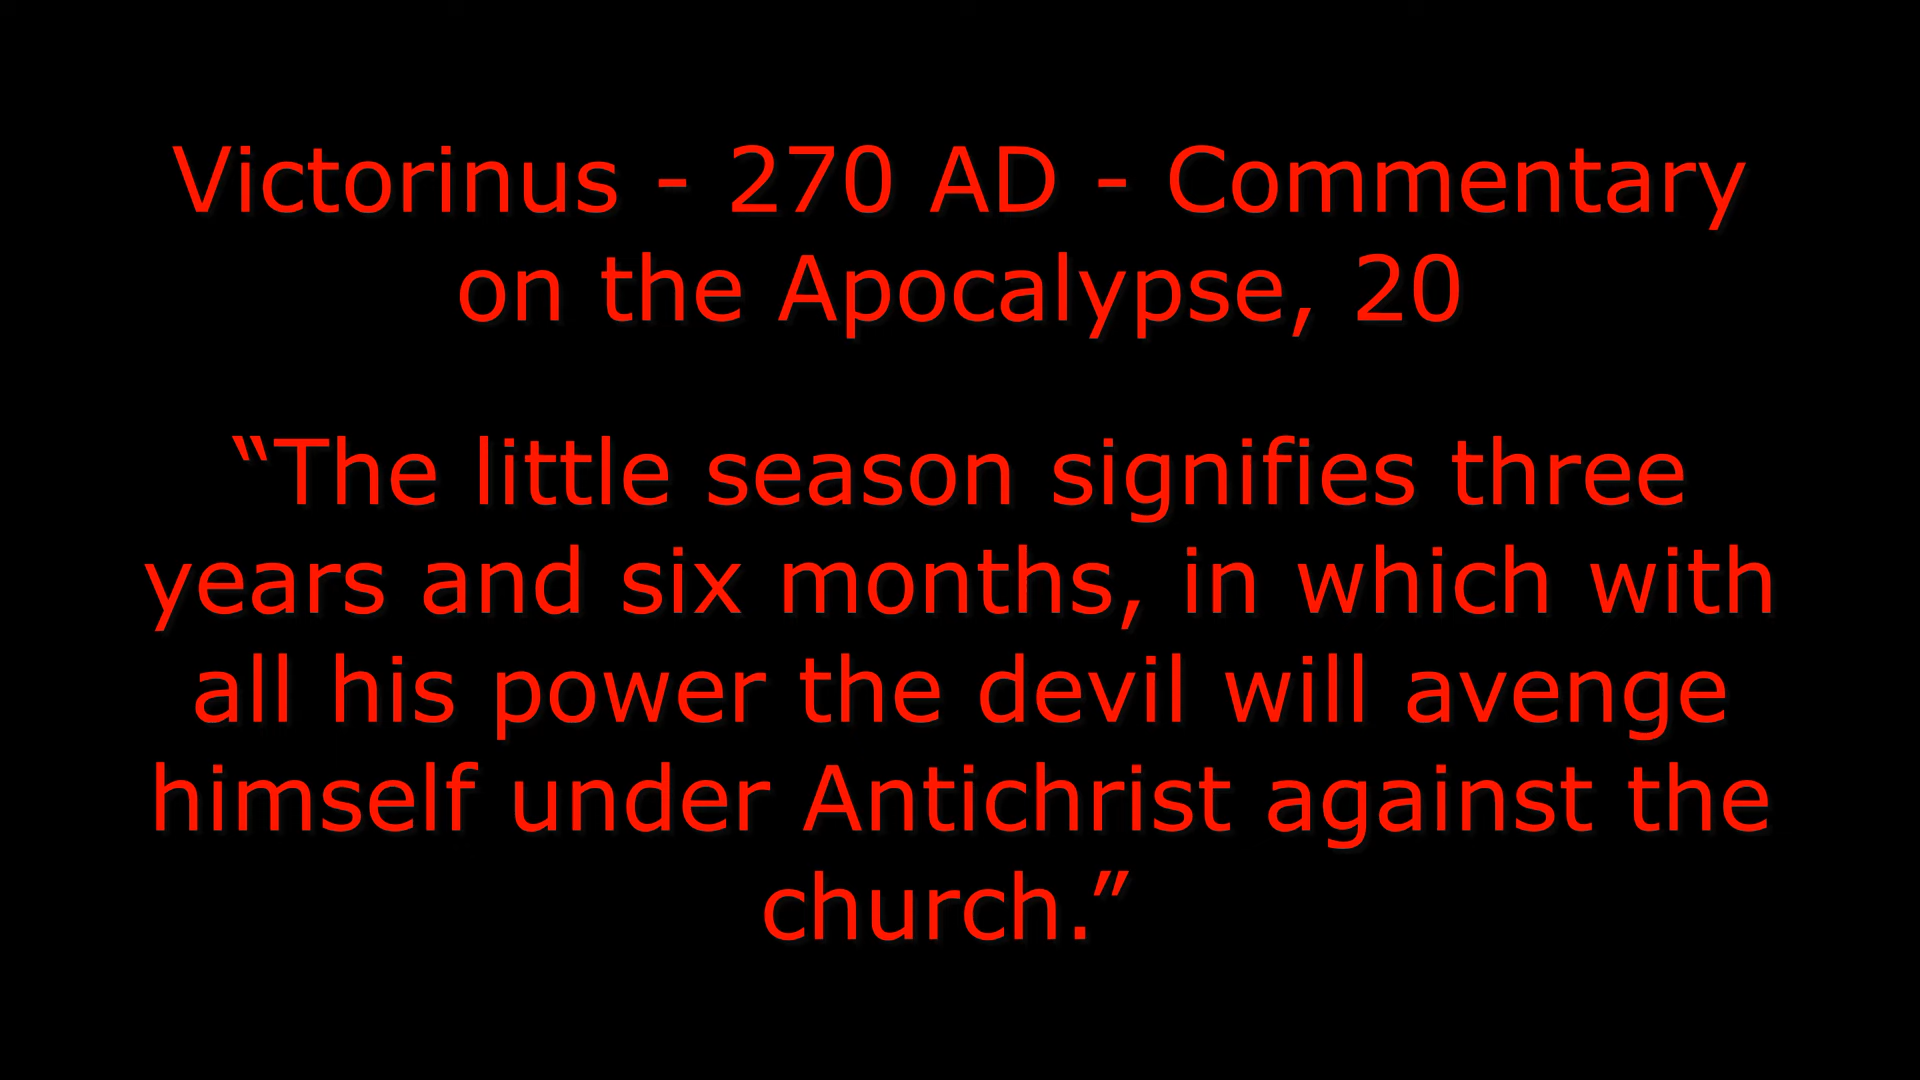 Victorinus - 270 AD - Commentary
on the Apocalypse, 20
“The little season signifies three
years and six months, in which with
all his power the devil will avenge
himself under Antichrist against the
church.”